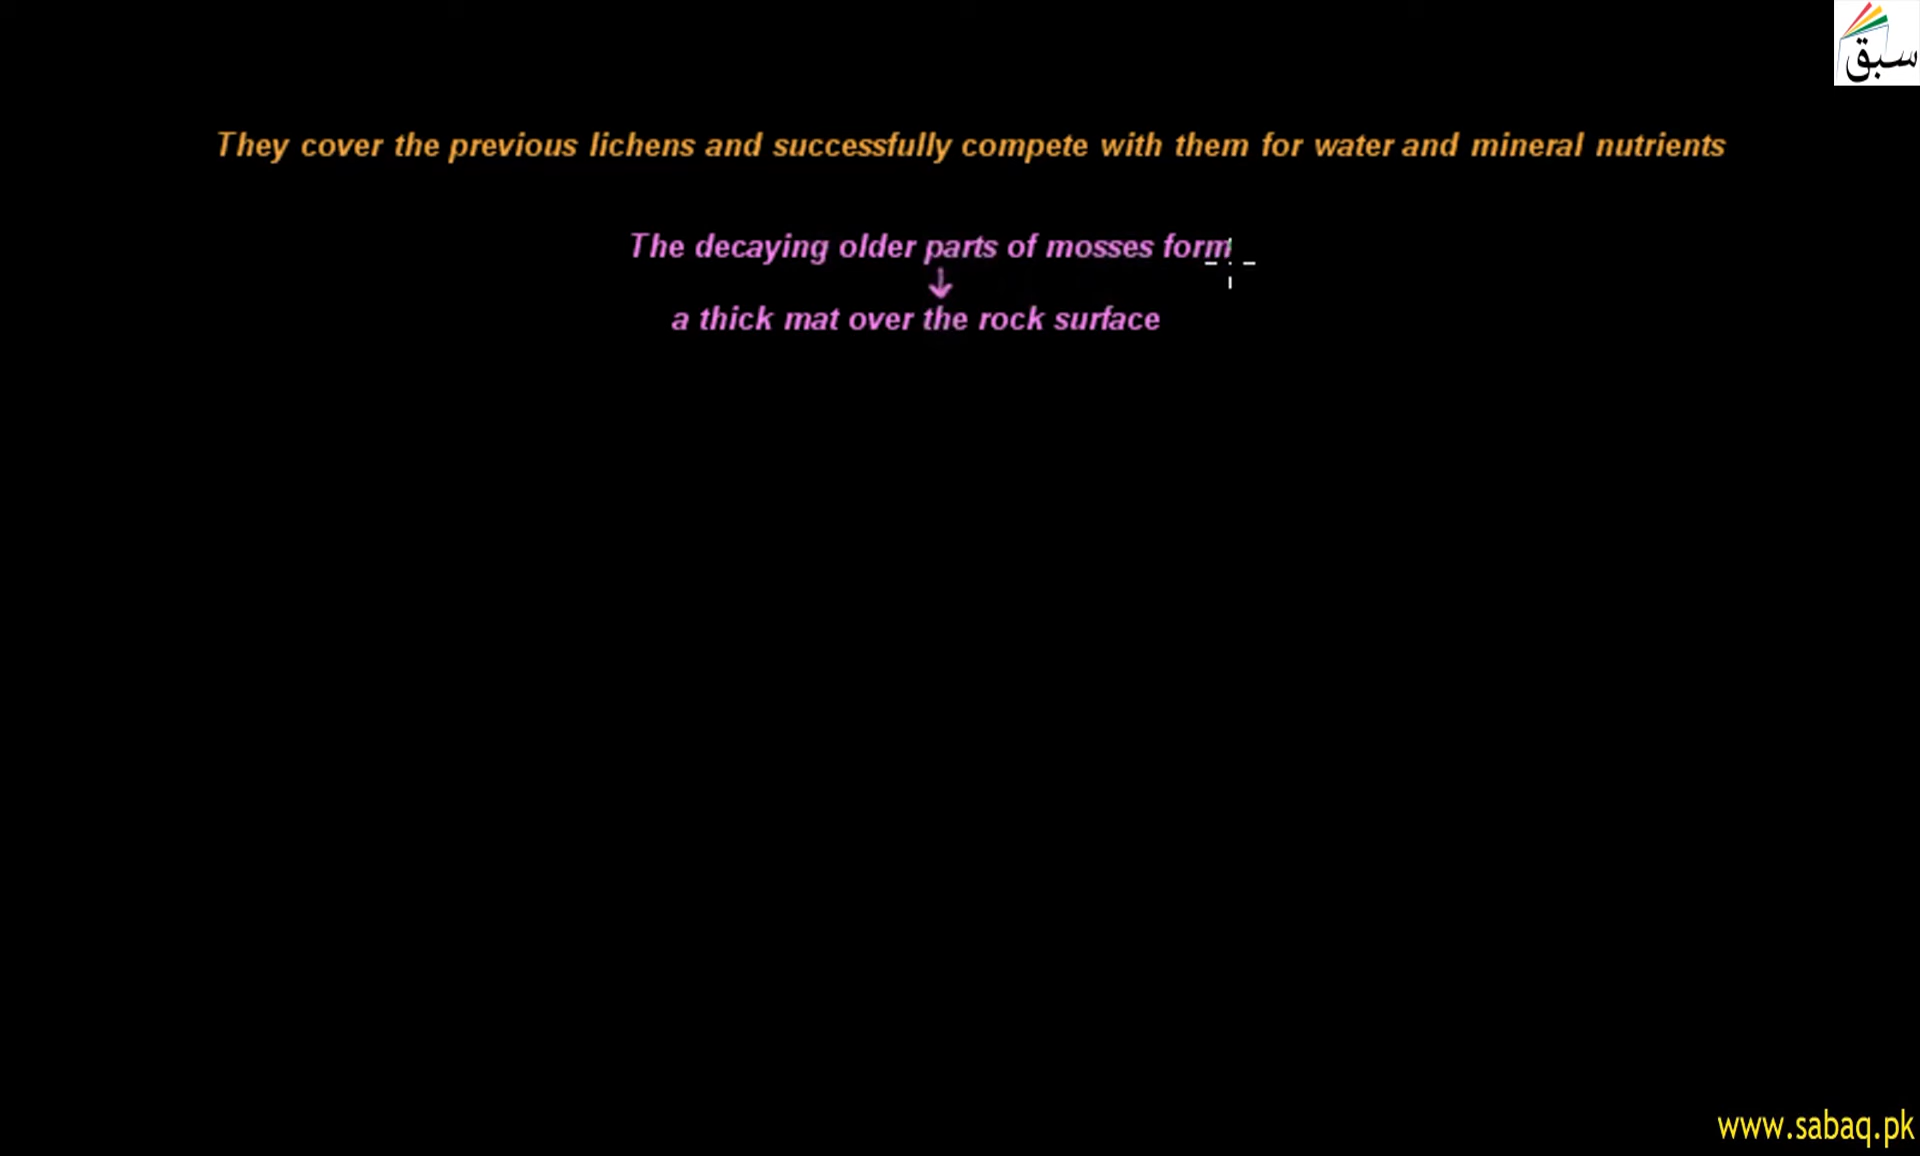 سبق
They cover the previous lichens and successfully compete with them for water and mineral nutrients
The decaying older parts of mosses form
↓
a thick mat over the rock surface
www.sabaq.pk